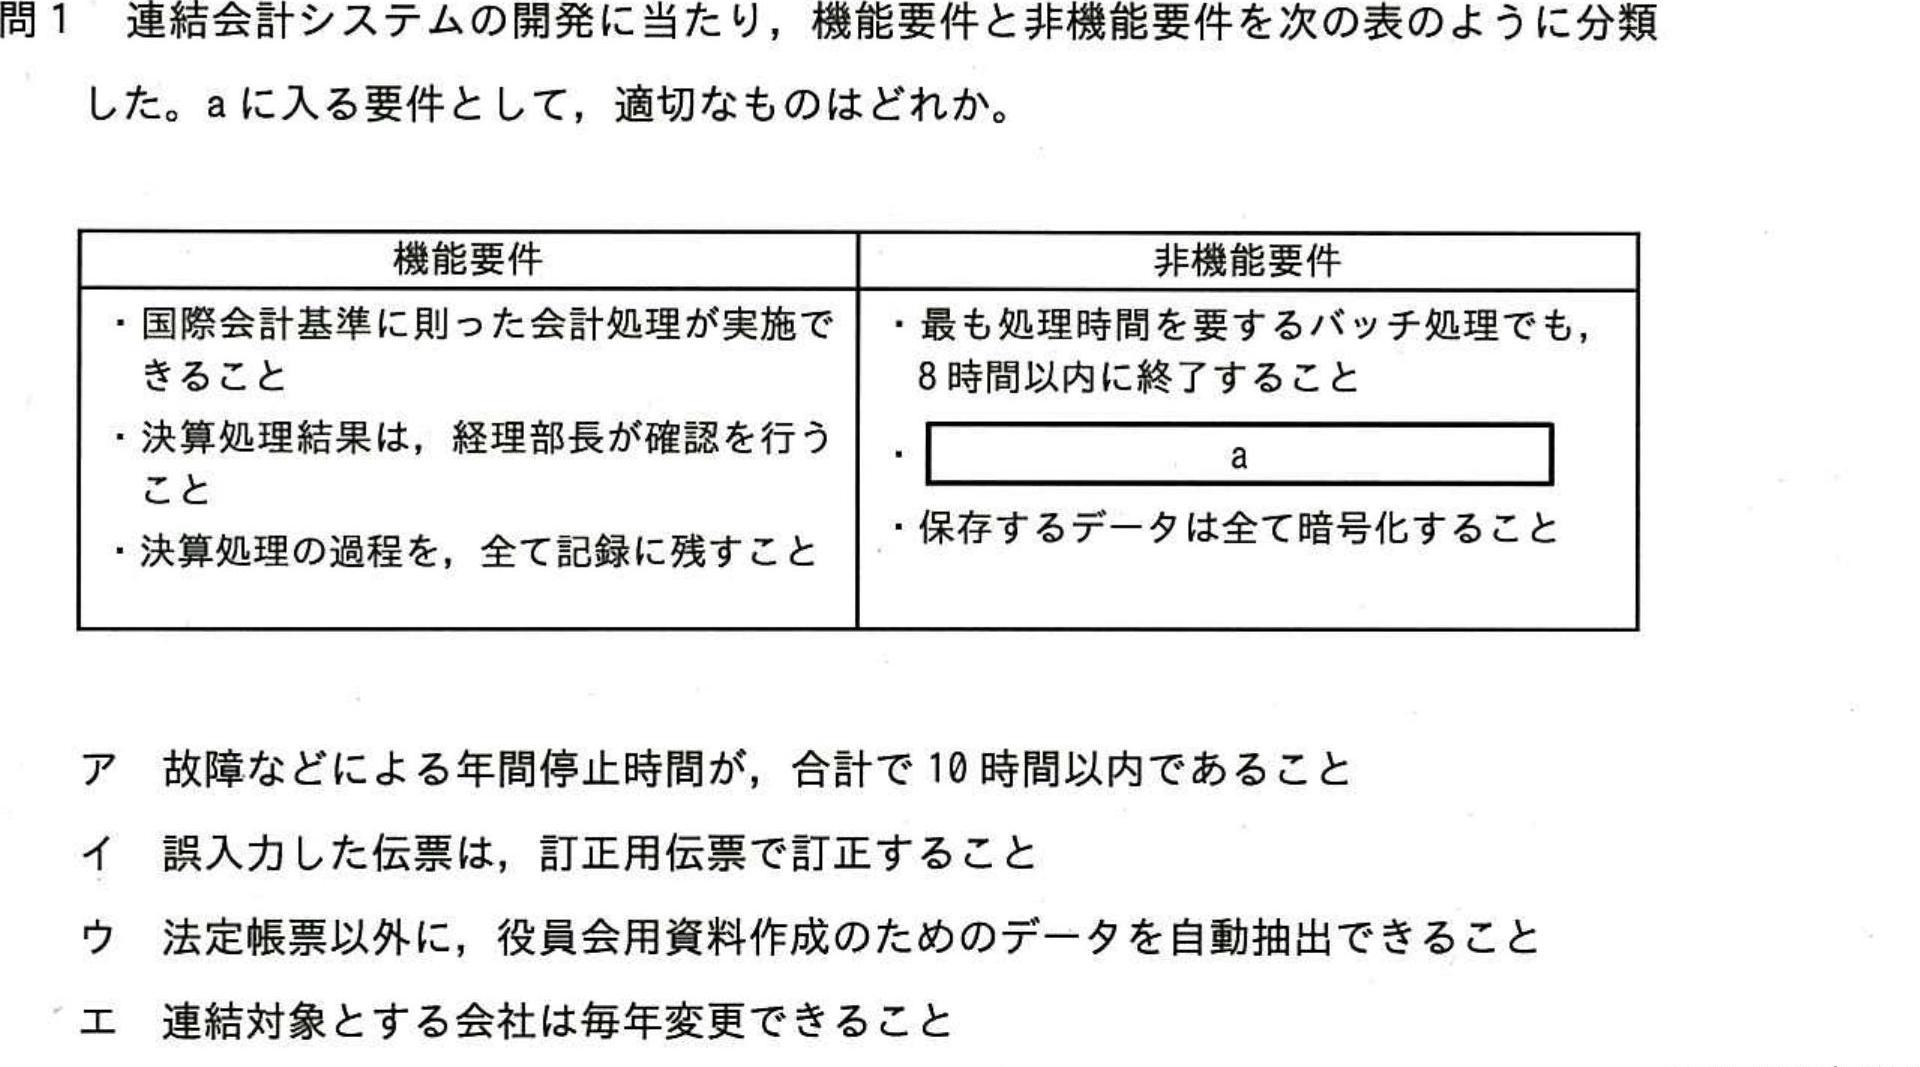 問1 連結会計システムの開発に当たり，機能要件と非機能要件を次の表のように分類
した。aに入る要件として，適切なものはどれか。
機能要件
・国際会計基準に則った会計処理が実施で
きること
・決算処理結果は，経理部長が確認を行う
こと
・決算処理の過程を，全て記録に残すこと
非機能要件
・最も処理時間を要するバッチ処理でも，
8時間以内に終了すること
・ a
・保存するデータは全て暗号化すること
ア 故障などによる年間停止時間が，合計で10時間以内であること
イ 誤入力した伝票は，訂正用伝票で訂正すること
ウ 法定帳票以外に，役員会用資料作成のためのデータを自動抽出できること
エ 連結対象とする会社は毎年変更できること